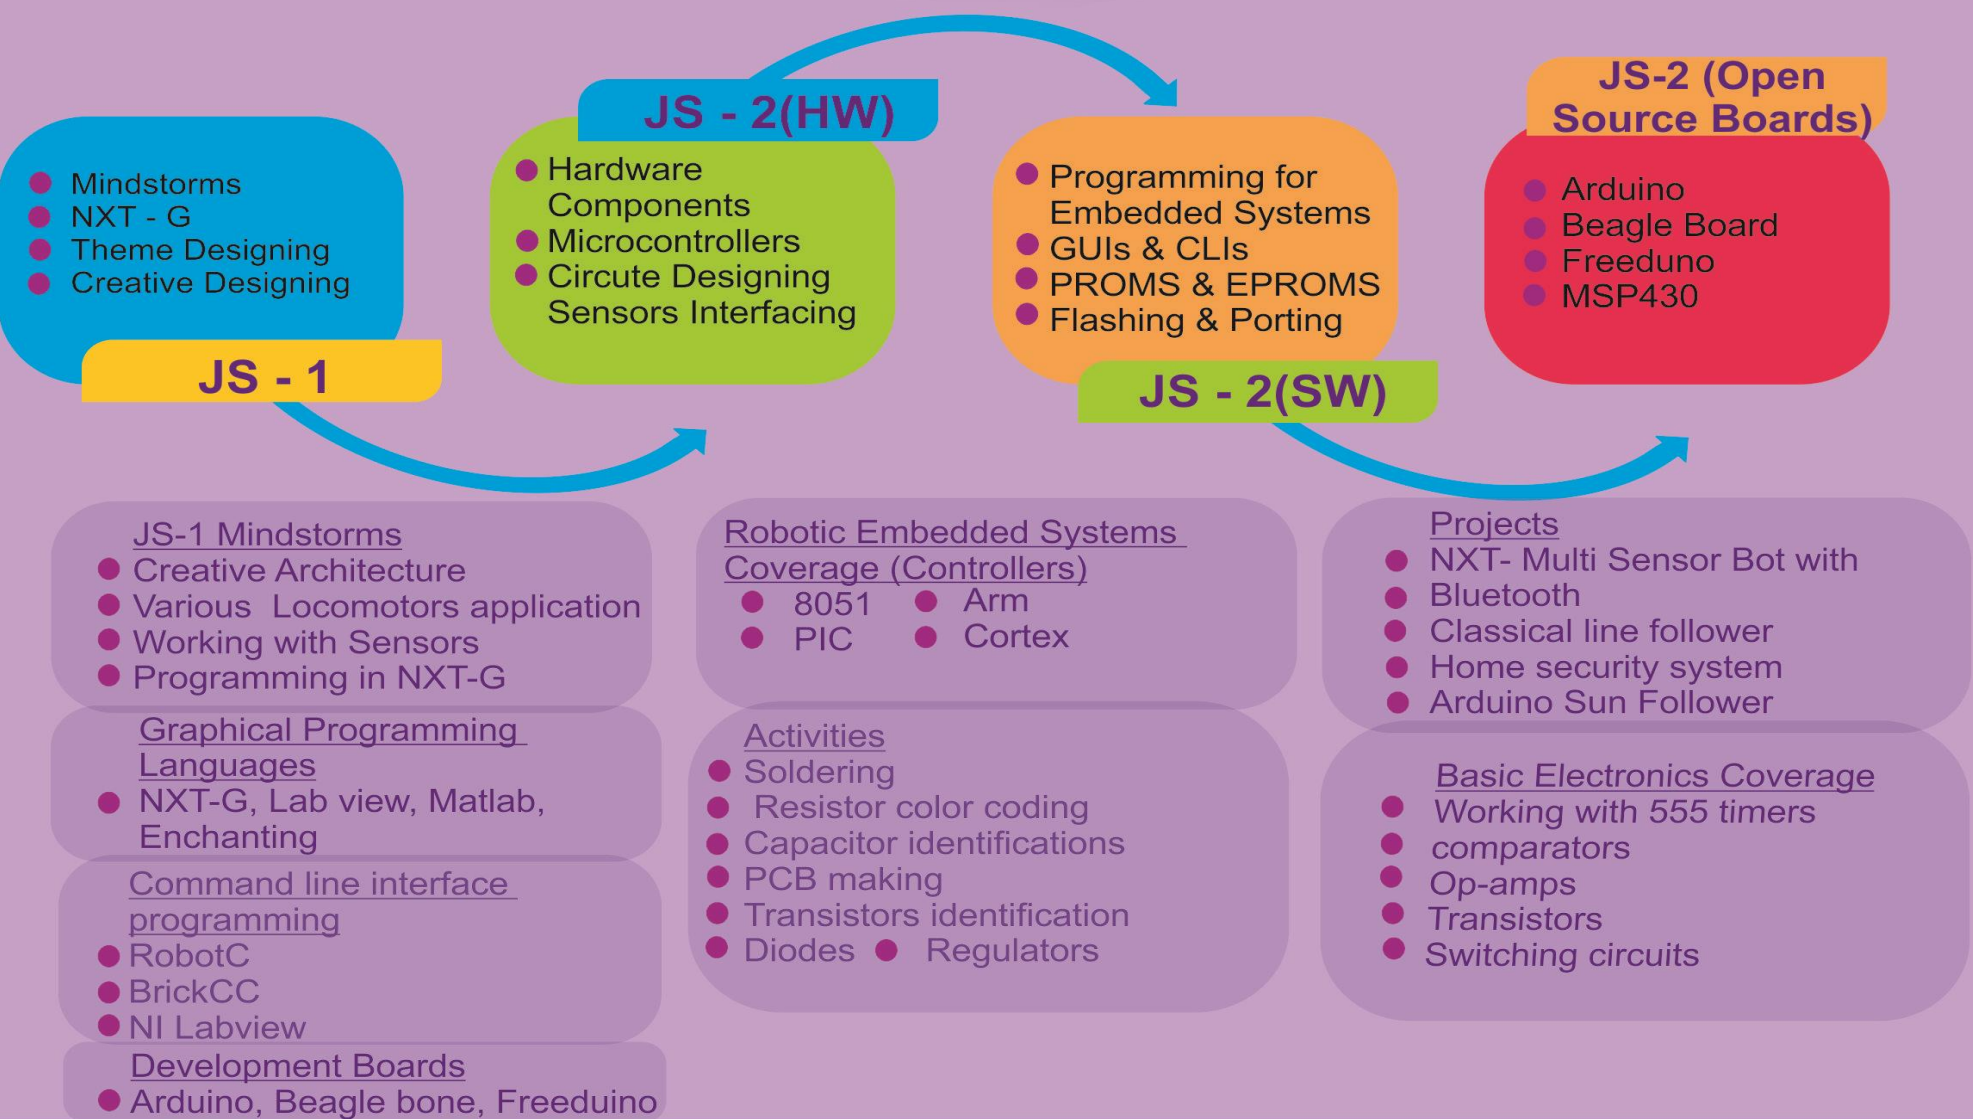 Mindstorms
NXT - G
Theme Designing
Creative Designing
JS - 1
JS - 2(HW)
Hardware
Components
Microcontrollers
Circute Designing
Sensors Interfacing
Programming for
Embedded Systems
GUIs & CLIs
PROMS & EPROMS
Flashing & Porting
JS - 2(SW)
JS-2 (Open
Source Boards)
Arduino
Beagle Board
Freeduno
MSP430
JS-1 Mindstorms
Creative Architecture
Various Locomotors application
Working with Sensors
Programming in NXT-G
Graphical Programming
Languages
NXT-G, Lab view, Matlab,
Enchanting
Command line interface
programming
RobotC
BrickCC
NI Labview
Development Boards
Arduino, Beagle bone, Freeduino
Robotic Embedded Systems
Coverage (Controllers)
8051 Arm
PIC Cortex
Activities
Soldering
Resistor color coding
Capacitor identifications
PCB making
Transistors identification
Diodes Regulators
Projects
NXT- Multi Sensor Bot with
Bluetooth
Classical line follower
Home security system
Arduino Sun Follower
Basic Electronics Coverage
Working with 555 timers
comparators
Op-amps
Transistors
Switching circuits